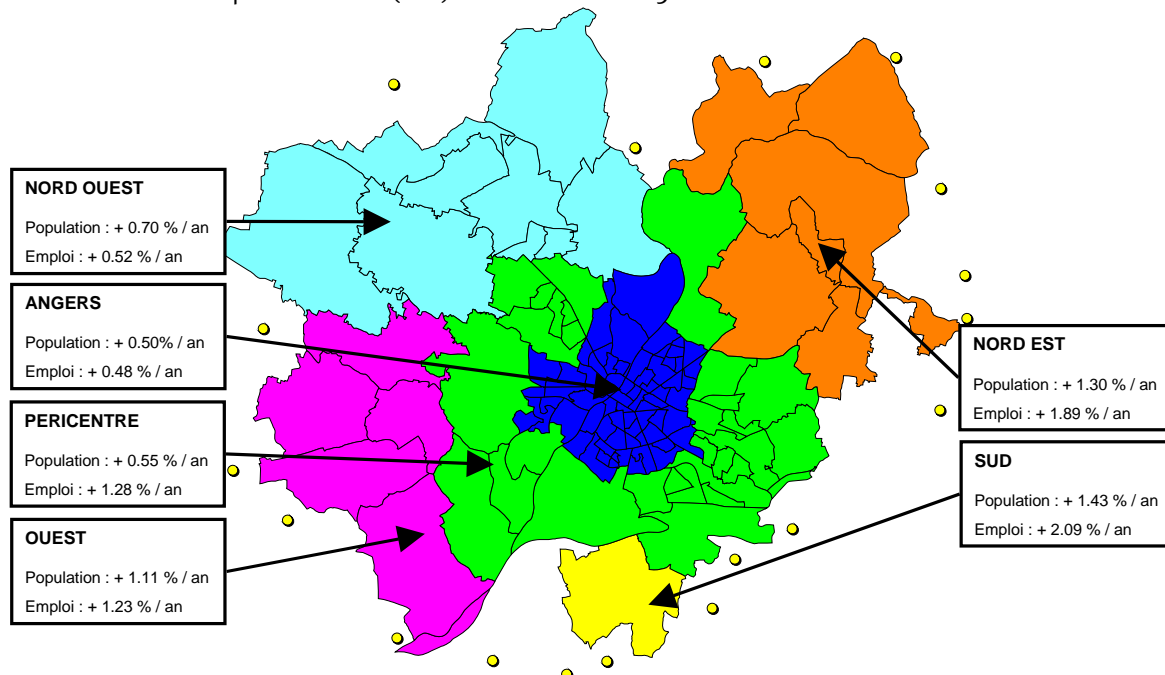 NORD OUEST
Population : + 0.70 % / an
Emploi : + 0.52 % / an
ANGERS
Population : + 0.50% / an
Emploi : + 0.48 % / an
PERICENTRE
Population : + 0.55 % / an
Emploi : + 1.28 % / an
OUEST
Population : + 1.11 % / an
Emploi : + 1.23 % / an
NORD EST
Population : + 1.30 % / an
Emploi : + 1.89 % / an
SUD
Population : + 1.43 % / an
Emploi : + 2.09 % / an